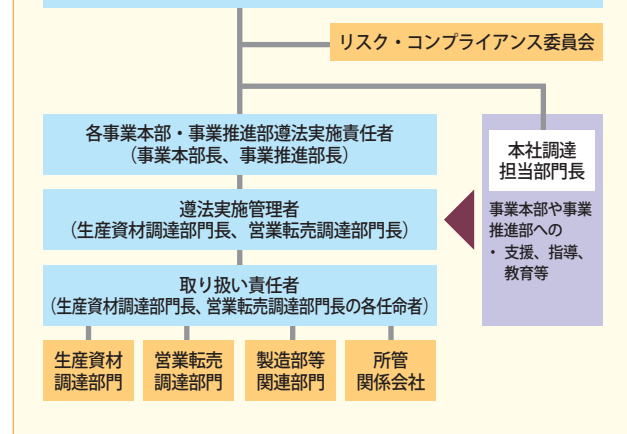 リスク・コンプライアンス委員会
各事業本部・事業推進部遵法実施責任者
（事業本部長、事業推進部長）
本社調達
担当部門長
遵法実施管理者
（生産資材調達部門長、営業転売調達部門長）
事業本部や事業
推進部への
・ 支援、指導、
教育等
取り扱い責任者
（生産資材調達部門長、営業転売調達部門長の各任命者）
生産資材
調達部門
営業転売
調達部門
製造部等
関連部門
所管
関係会社